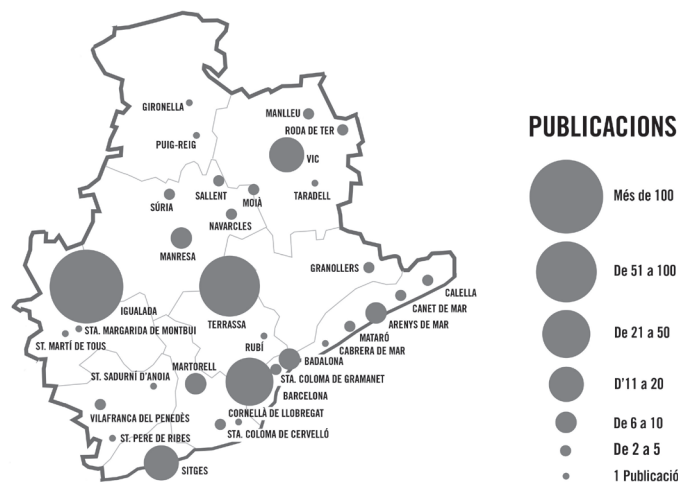 GIRONELLA
MANLLEU
RODA DE TER
PUIG-REIG
VIC
SALLENT
TARADELL
SÚRIA
MOIÀ
NAVARCLES
MANRESA
GRANOLLERS
CALELLA
IGUALADA
CANET DE MAR
TERRASSA
ARENYS DE MAR
STA. MARGARIDA DE MONTBUI
MATARÓ
ST. MARTÍ DE TOUS
RUBÍ
CABRERA DE MAR
BADALONA
MARTORELL
ST. SADURNÍ D'ANOIA
STA. COLOMA DE GRAMANET
BARCELONA
CORNELLÀ DE LLOBREGAT
VILAFRANCA DEL PENEDÈS
STA. COLOMA DE CERVELLÓ
ST. PERE DE RIBES
SITGES
PUBLICACIONS
Més de 100
De 51 a 100
De 21 a 50
D'11 a 20
De 6 a 10
De 2 a 5
1 Publicació